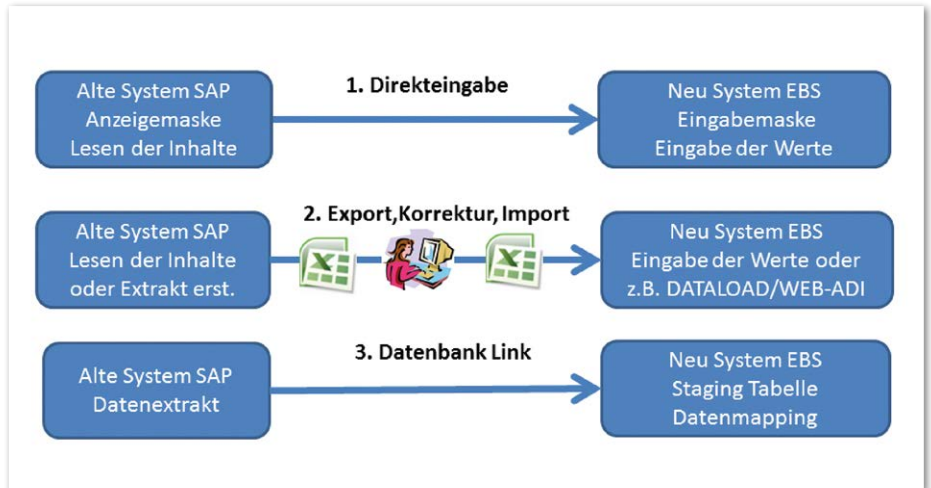 1. Direkteingabe
Alte System SAP
Anzeigemaske
Lesen der Inhalte
Neu System EBS
Eingabemaske
Eingabe der Werte
2. Export,Korrektur, Import
Alte System SAP
Lesen der Inhalte
oder Extrakt erst.
Neu System EBS
Eingabe der Werte oder
z.B. DATALOAD/WEB-ADI
3. Datenbank Link
Alte System SAP
Datenextrakt
Neu System EBS
Staging Tabelle
Datenmapping